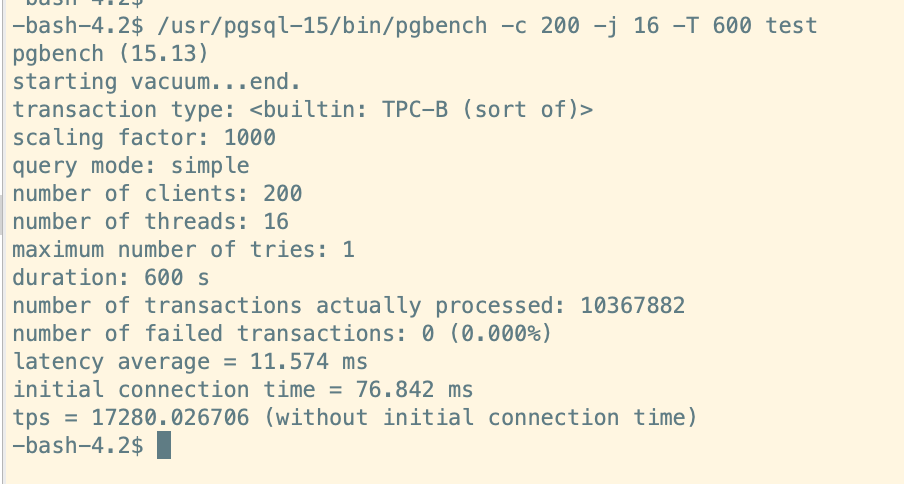 -bash-4.2$
-bash-4.2$ /usr/pgsql-15/bin/pgbench -c 200 -j 16 -T 600 test
pgbench (15.13)
starting vacuum...end.
transaction type: <builtin: TPC-B (sort of)>
scaling factor: 1000
query mode: simple
number of clients: 200
number of threads: 16
maximum number of tries: 1
duration: 600 s
number of transactions actually processed: 10367882
number of failed transactions: 0 (0.000%)
latency average = 11.574 ms
initial connection time = 76.842 ms
tps = 17280.026706 (without initial connection time)
-bash-4.2$